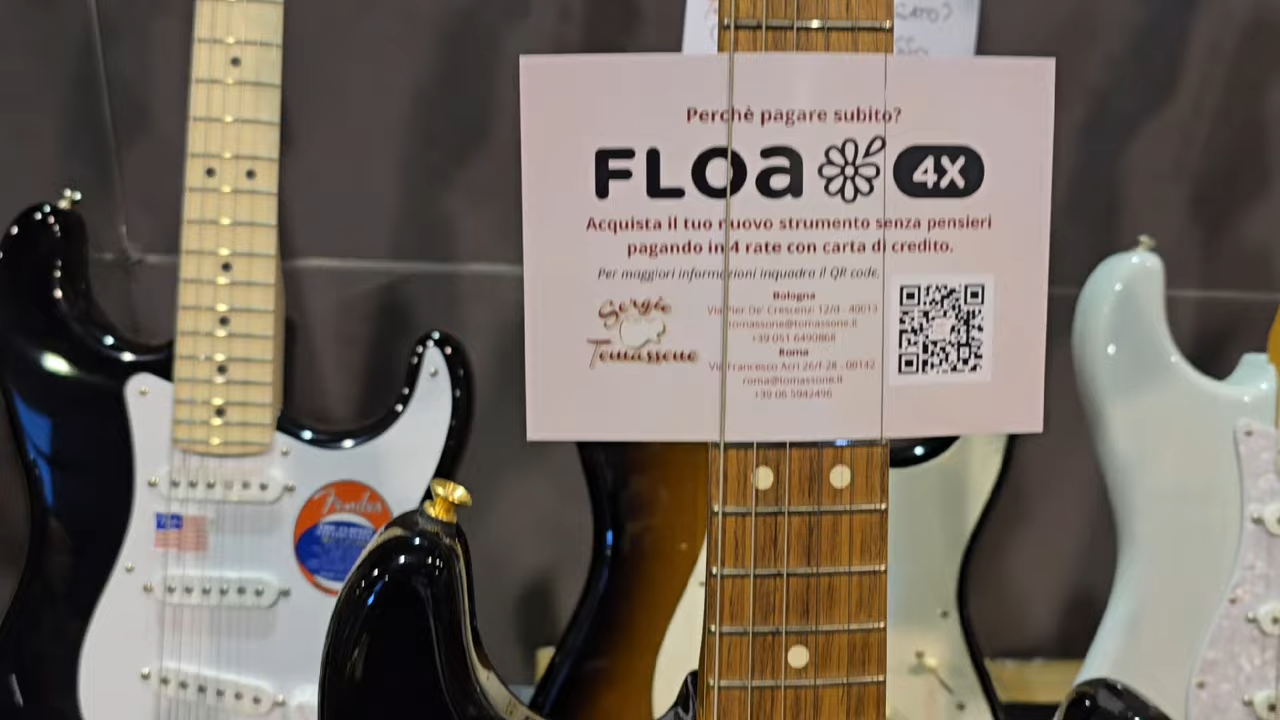 Perchè pagare subito?
FLOA 4X
Acquista il tuo nuovo strumento senza pensieri
pagando in 4 rate con carta di credito.
Per maggiori informazioni inquadra il QR code.
Sergio
Tomassone
Bologna
Via Pier De' Crescenzi 12/d - 40013
tomassone@tomassone.it
+39 051 6490868
Roma
Via Francesco Acri 26/f-28 - 00142
roma@tomassone.it
+39 06 5942496
Fender